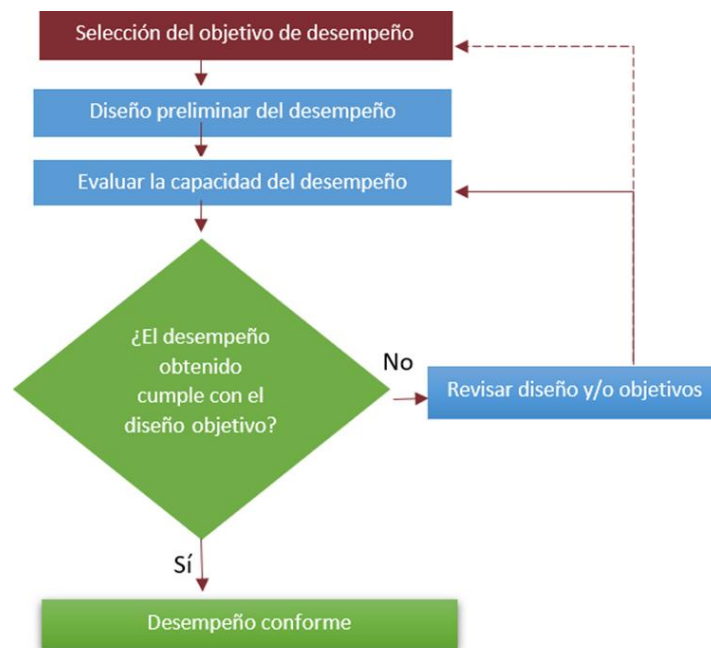 Selección del objetivo de desempeño
Diseño preliminar del desempeño
Evaluar la capacidad del desempeño
¿El desempeño
obtenido
cumple con el
diseño objetivo?
No
Revisar diseño y/o objetivos
Sí
Desempeño conforme